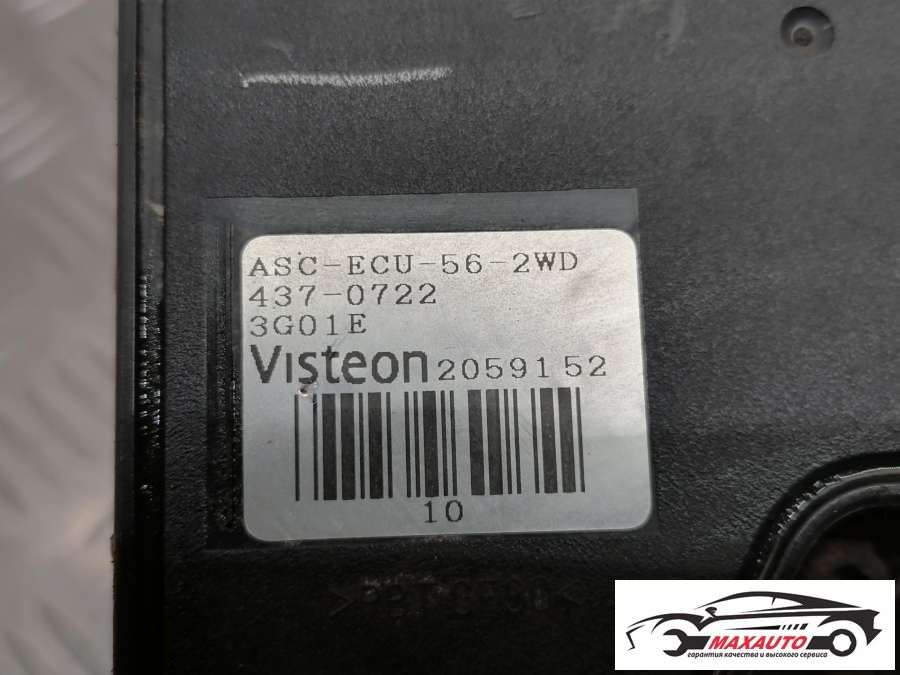 ASC-ECU-56-2WD
437-0722
3G01E
Visteon 2059152
10
MAXAUTO
гарантия качества и высокого сервиса